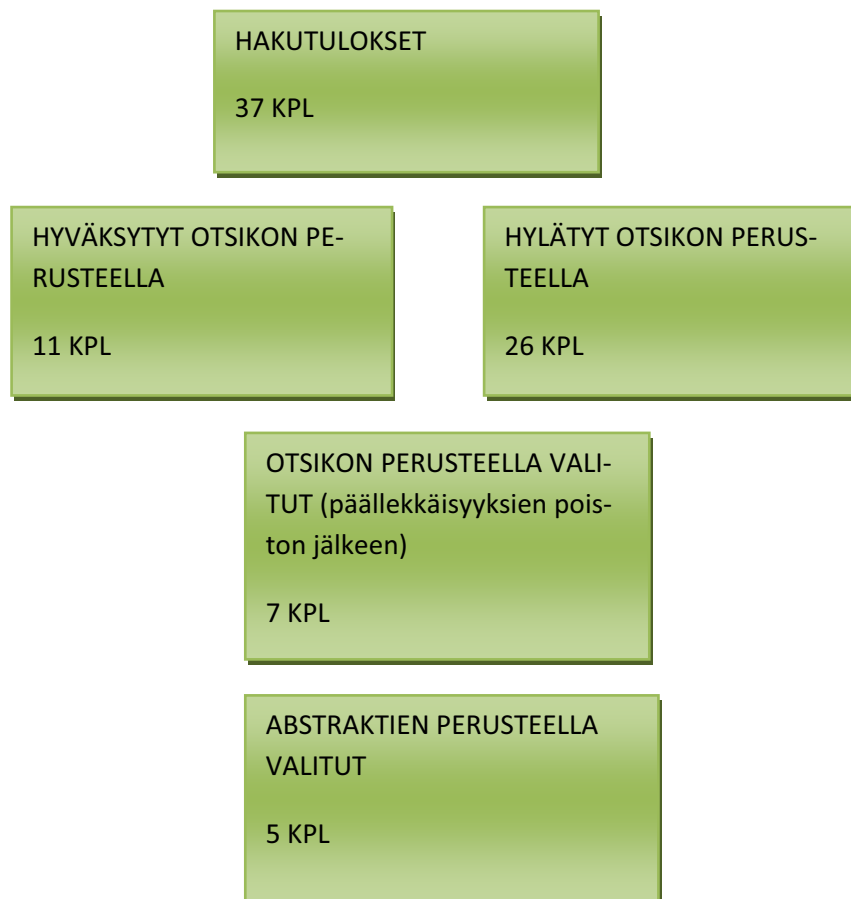 HAKUTULOKSET
37 KPL
HYVÄKSYTYT OTSIKON PE-
RUSTEELLA
11 KPL
HYLÄTYT OTSIKON PERUS-
TEELLA
26 KPL
OTSIKON PERUSTEELLA VALI-
TUT (päällekkäisyyksien pois-
ton jälkeen)
7 KPL
ABSTRAKTIEN PERUSTEELLA
VALITUT
5 KPL